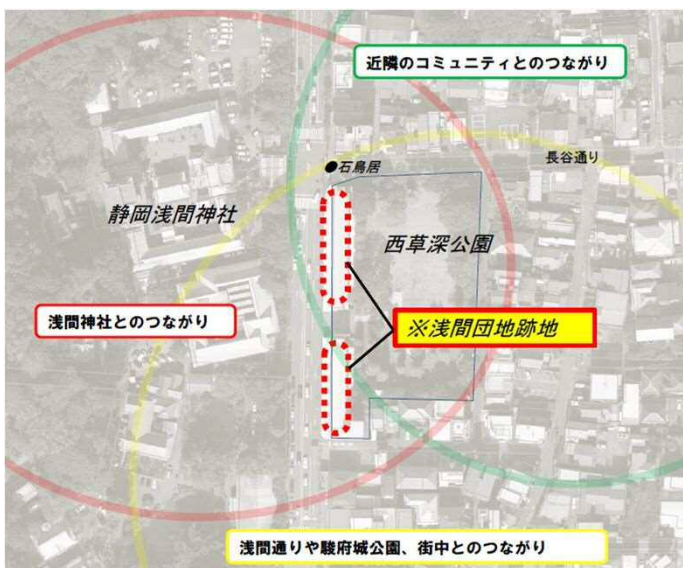 近隣のコミュニティとのつながり
長谷通り
●石鳥居
静岡浅間神社
西草深公園
浅間神社とのつながり
※浅間団地跡地
浅間通りや駿府城公園、街中とのつながり